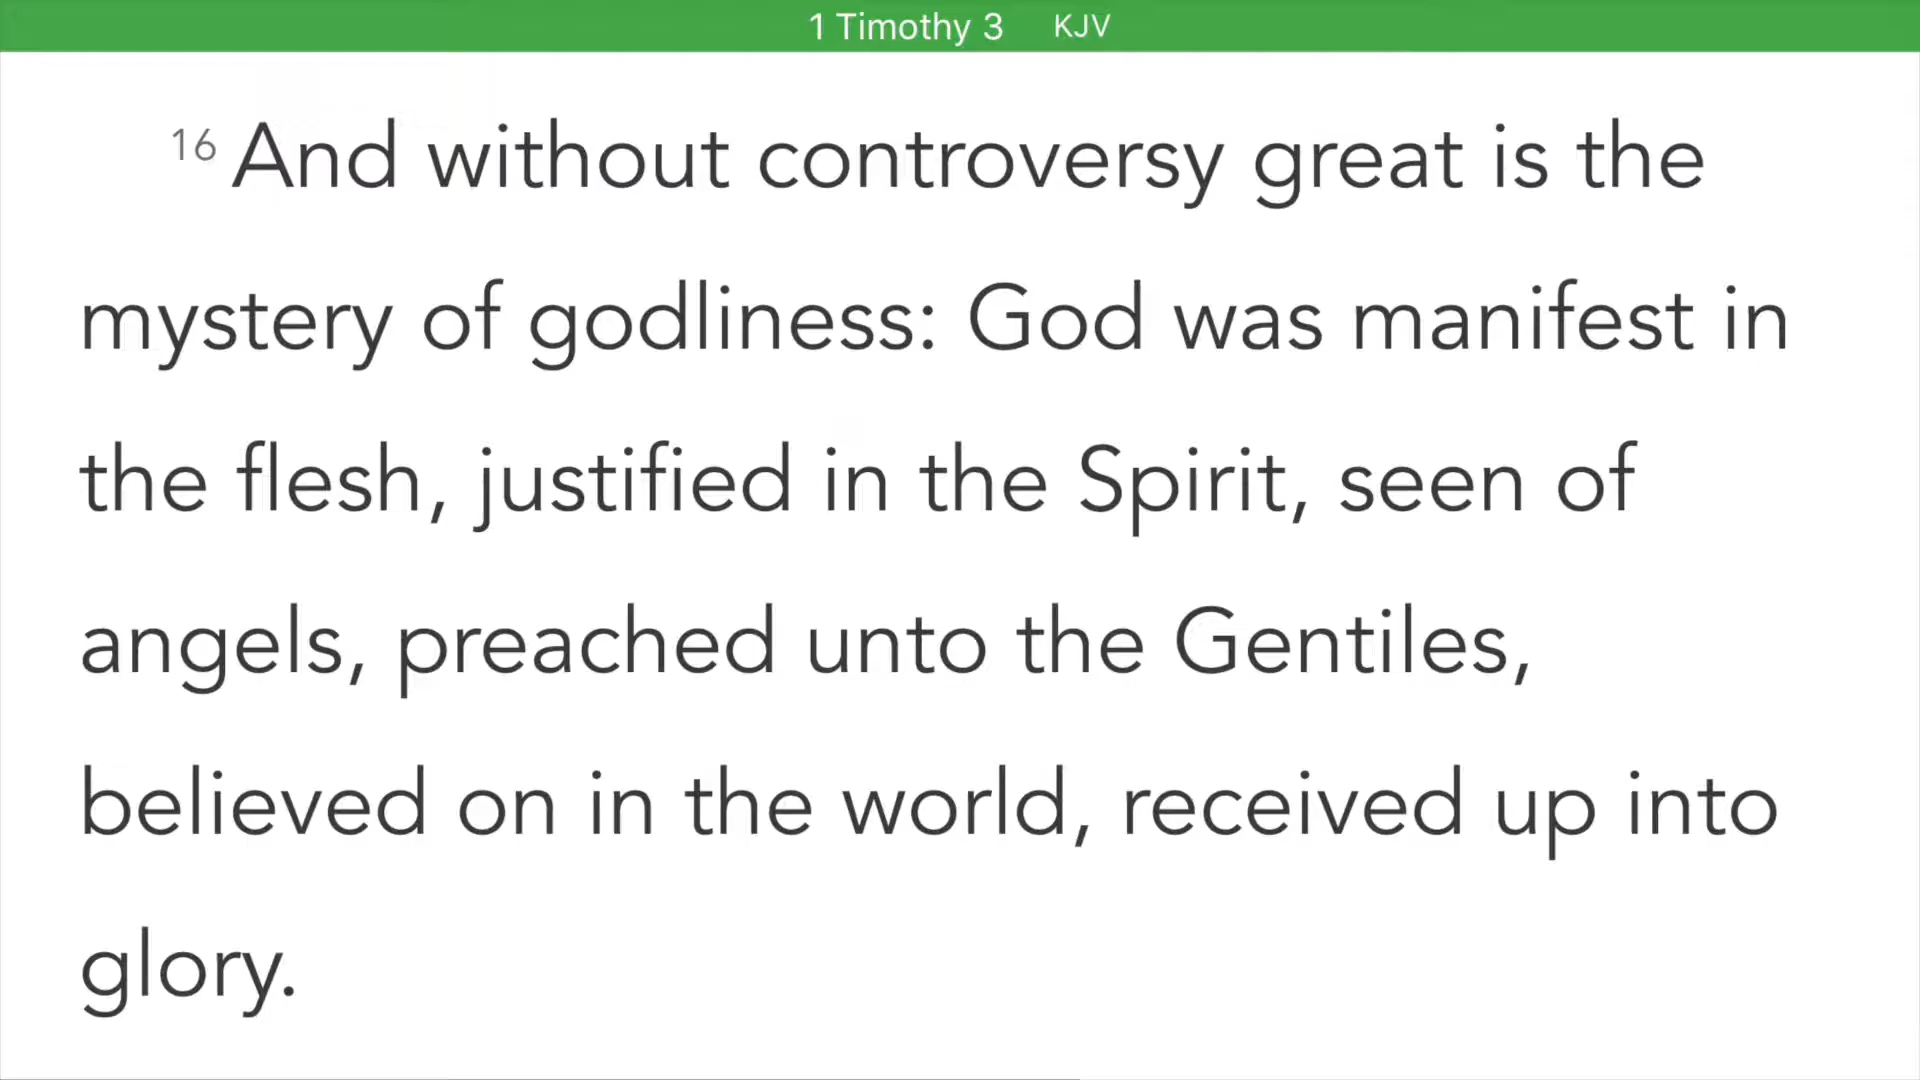 1 Timothy 3 KJV
16 And without controversy great is the
mystery of godliness: God was manifest in
the flesh, justified in the Spirit, seen of
angels, preached unto the Gentiles,
believed on in the world, received up into
glory.